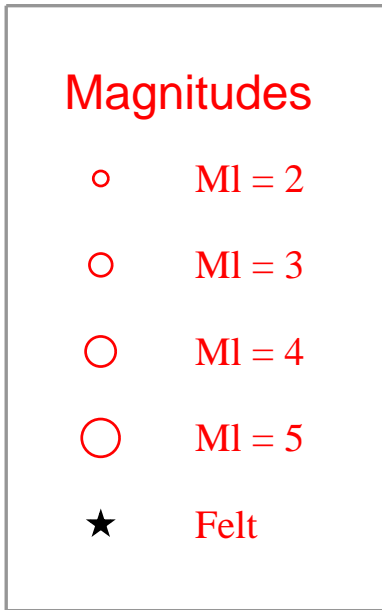 Magnitudes
Ml = 2
Ml = 3
Ml = 4
Ml = 5
Felt